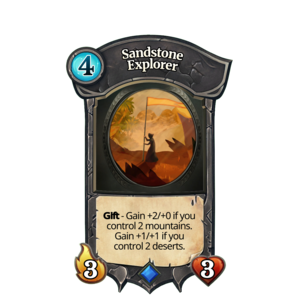 4
Sandstone
Explorer
Gift - Gain +2/+0 if you
control 2 mountains.
Gain +1/+1 if you
control 2 deserts.
3
3